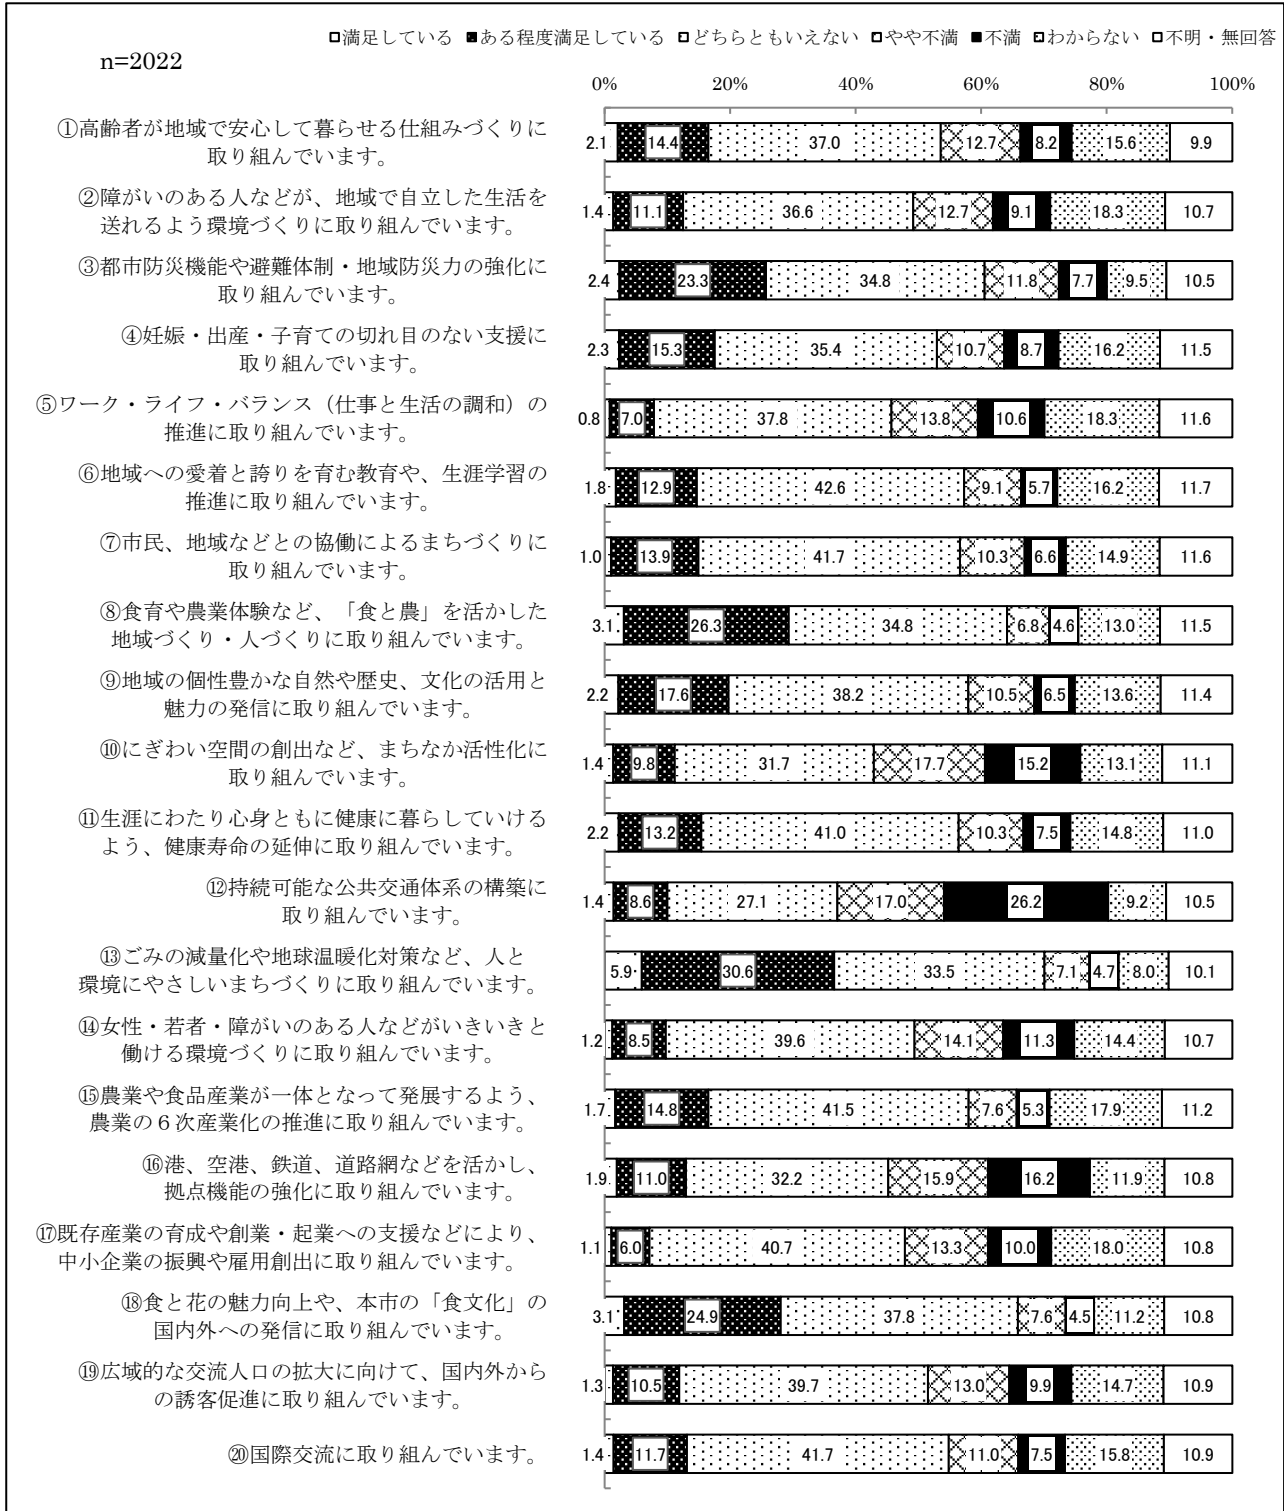 □満足している ■ある程度満足している □どちらともいえない □やや不満 ■不満 □わからない □不明・無回答
n=2022
0% 20% 40% 60% 80% 100%
①高齢者が地域で安心して暮らせる仕組みづくりに
取り組んでいます。
2.1 14.4 37.0 12.7 8.2 15.6 9.9
②障がいのある人などが、地域で自立した生活を
送れるよう環境づくりに取り組んでいます。
1.4 11.1 36.6 12.7 9.1 18.3 10.7
③都市防災機能や避難体制・地域防災力の強化に
取り組んでいます。
2.4 23.3 34.8 11.8 7.7 9.5 10.5
④妊娠・出産・子育ての切れ目のない支援に
取り組んでいます。
2.3 15.3 35.4 10.7 8.7 16.2 11.5
⑤ワーク・ライフ・バランス（仕事と生活の調和）の
推進に取り組んでいます。
0.8 7.0 37.8 13.8 10.6 18.3 11.6
⑥地域への愛着と誇りを育む教育や、生涯学習の
推進に取り組んでいます。
1.8 12.9 42.6 9.1 5.7 16.2 11.7
⑦市民、地域などとの協働によるまちづくりに
取り組んでいます。
1.0 13.9 41.7 10.3 6.6 14.9 11.6
⑧食育や農業体験など、「食と農」を活かした
地域づくり・人づくりに取り組んでいます。
3.1 26.3 34.8 6.8 4.6 13.0 11.5
⑨地域の個性豊かな自然や歴史、文化の活用と
魅力の発信に取り組んでいます。
2.2 17.6 38.2 10.5 6.5 13.6 11.4
⑩にぎわい空間の創出など、まちなか活性化に
取り組んでいます。
1.4 9.8 31.7 17.7 15.2 13.1 11.1
⑪生涯にわたり心身ともに健康に暮らしていける
よう、健康寿命の延伸に取り組んでいます。
2.2 13.2 41.0 10.3 7.5 14.8 11.0
⑫持続可能な公共交通体系の構築に
取り組んでいます。
1.4 8.6 27.1 17.0 26.2 9.2 10.5
⑬ごみの減量化や地球温暖化対策など、人と
環境にやさしいまちづくりに取り組んでいます。
5.9 30.6 33.5 7.1 4.7 8.0 10.1
⑭女性・若者・障がいのある人などがいきいきと
働ける環境づくりに取り組んでいます。
1.2 8.5 39.6 14.1 11.3 14.4 10.7
⑮農業や食品産業が一体となって発展するよう、
農業の６次産業化の推進に取り組んでいます。
1.7 14.8 41.5 7.6 5.3 17.9 11.2
⑯港、空港、鉄道、道路網などを活かし、
拠点機能の強化に取り組んでいます。
1.9 11.0 32.2 15.9 16.2 11.9 10.8
⑰既存産業の育成や創業・起業への支援などにより、
中小企業の振興や雇用創出に取り組んでいます。
1.1 6.0 40.7 13.3 10.0 18.0 10.8
⑱食と花の魅力向上や、本市の「食文化」の
国内外への発信に取り組んでいます。
3.1 24.9 37.8 7.6 4.5 11.2 10.8
⑲広域的な交流人口の拡大に向けて、国内外から
の誘客促進に取り組んでいます。
1.3 10.5 39.7 13.0 9.9 14.7 10.9
⑳国際交流に取り組んでいます。
1.4 11.7 41.7 11.0 7.5 15.8 10.9